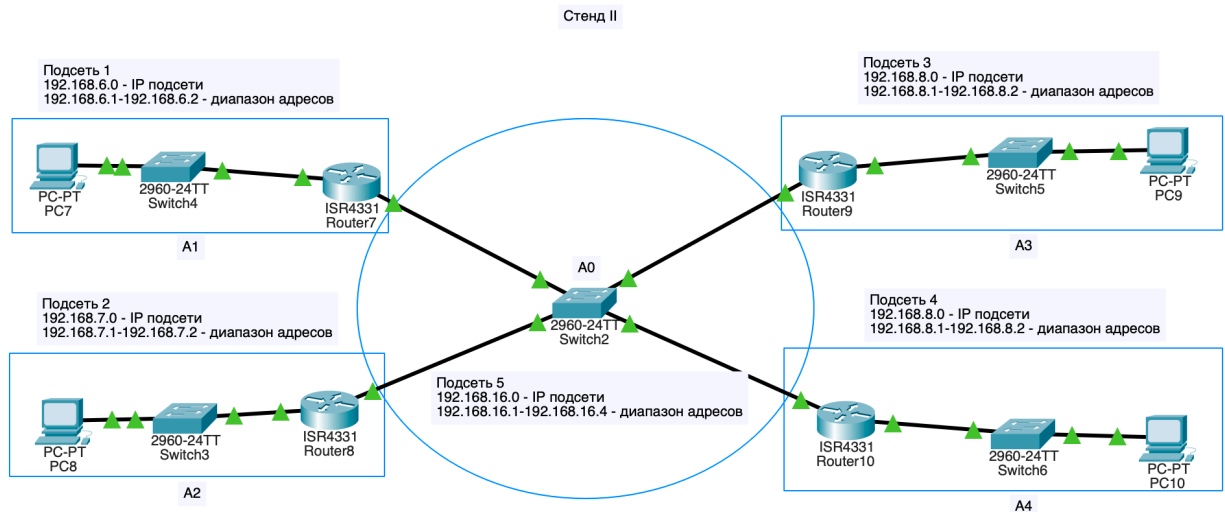 Стенд II
Подсеть 1
192.168.6.0 - IP подсети
192.168.6.1-192.168.6.2 - диапазон адресов
PC-PT
PC7
2960-24TT
Switch4
ISR4331
Router7
A1
Подсеть 3
192.168.8.0 - IP подсети
192.168.8.1-192.168.8.2 - диапазон адресов
ISR4331
Router9
2960-24TT
Switch5
PC-PT
PC9
A3
A0
2960-24TT
Switch2
Подсеть 2
192.168.7.0 - IP подсети
192.168.7.1-192.168.7.2 - диапазон адресов
PC-PT
PC8
2960-24TT
Switch3
ISR4331
Router8
A2
Подсеть 5
192.168.16.0 - IP подсети
192.168.16.1-192.168.16.4 - диапазон адресов
Подсеть 4
192.168.8.0 - IP подсети
192.168.8.1-192.168.8.2 - диапазон адресов
ISR4331
Router10
2960-24TT
Switch6
PC-PT
PC10
A4